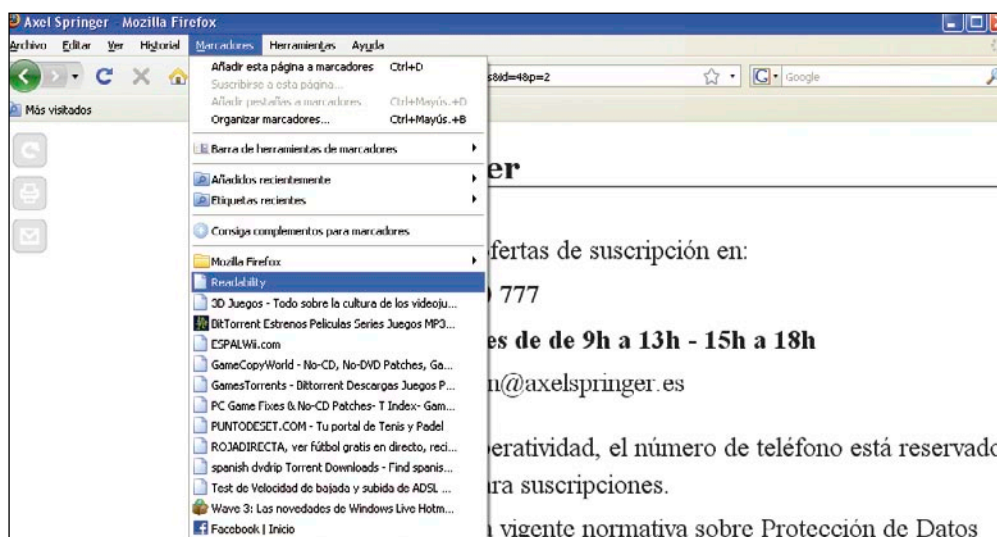 Axel Springer - Mozilla Firefox
Archivo Editar Ver Historial Marcadores Herramientas Ayuda
s&id=4&p=2
Google
Más visitados
Añadir esta página a marcadores Ctrl+D
Suscribirse a esta página...
Añadir pestañas a marcadores Ctrl+Mayús.+D
Organizar marcadores... Ctrl+Mayús.+B
Barra de herramientas de marcadores
Añadidos recientemente
Etiquetas recientes
Consiga complementos para marcadores
Mozilla Firefox
Readability
3D Juegos - Todo sobre la cultura de los videoju...
BitTorrent Estrenos Peliculas Series Juegos MP3...
ESPALWii.com
GameCopyWorld - No-CD, No-DVD Patches, Ga...
GamesTorrents - Bittorrent Descargas Juegos P...
PC Game Fixes & No-CD Patches- T Index- Gam...
PUNTODESET.COM - Tu portal de Tenis y Padel
ROJADIRECTA, ver fútbol gratis en directo, reci...
spanish dvdrip Torrent Downloads - Find spanis...
Test de Velocidad de bajada y subida de ADSL ...
Wave 3: Las novedades de Windows Live Hotm...
Facebook | Inicio
er
fertas de suscripción en:
777
es de de 9h a 13h - 15h a 18h
n@axelspringer.es
eratividad, el número de teléfono está reservado
ra suscripciones.
vigente normativa sobre Protección de Datos